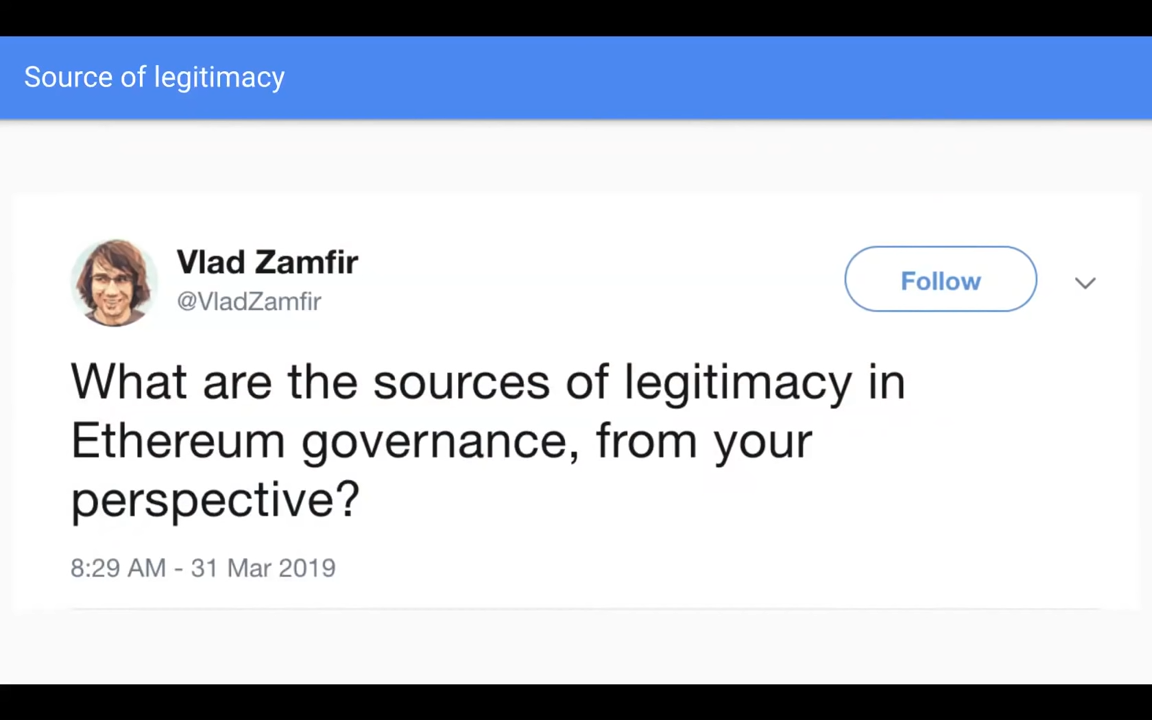 Source of legitimacy
Vlad Zamfir
@VladZamfir
Follow
What are the sources of legitimacy in
Ethereum governance, from your
perspective?
8:29 AM - 31 Mar 2019